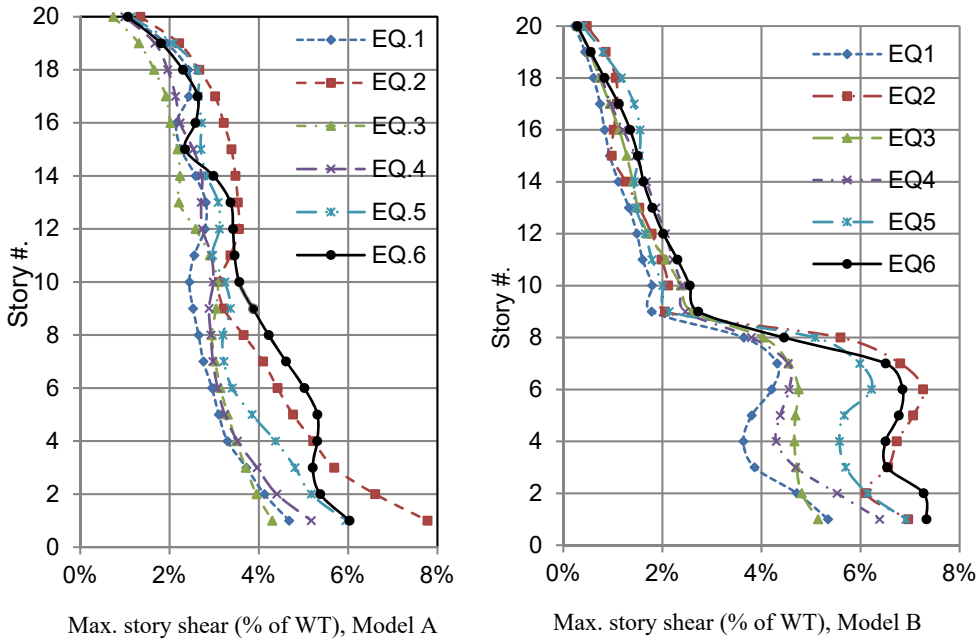 20
18
16
14
12
10
8
6
4
2
0
Story #.
0% 2% 4% 6% 8%
EQ.1
EQ.2
EQ.3
EQ.4
EQ.5
EQ.6
Max. story shear (% of WT), Model A
20
18
16
14
12
10
8
6
4
2
0
Story #.
0% 2% 4% 6% 8%
EQ1
EQ2
EQ3
EQ4
EQ5
EQ6
Max. story shear (% of WT), Model B